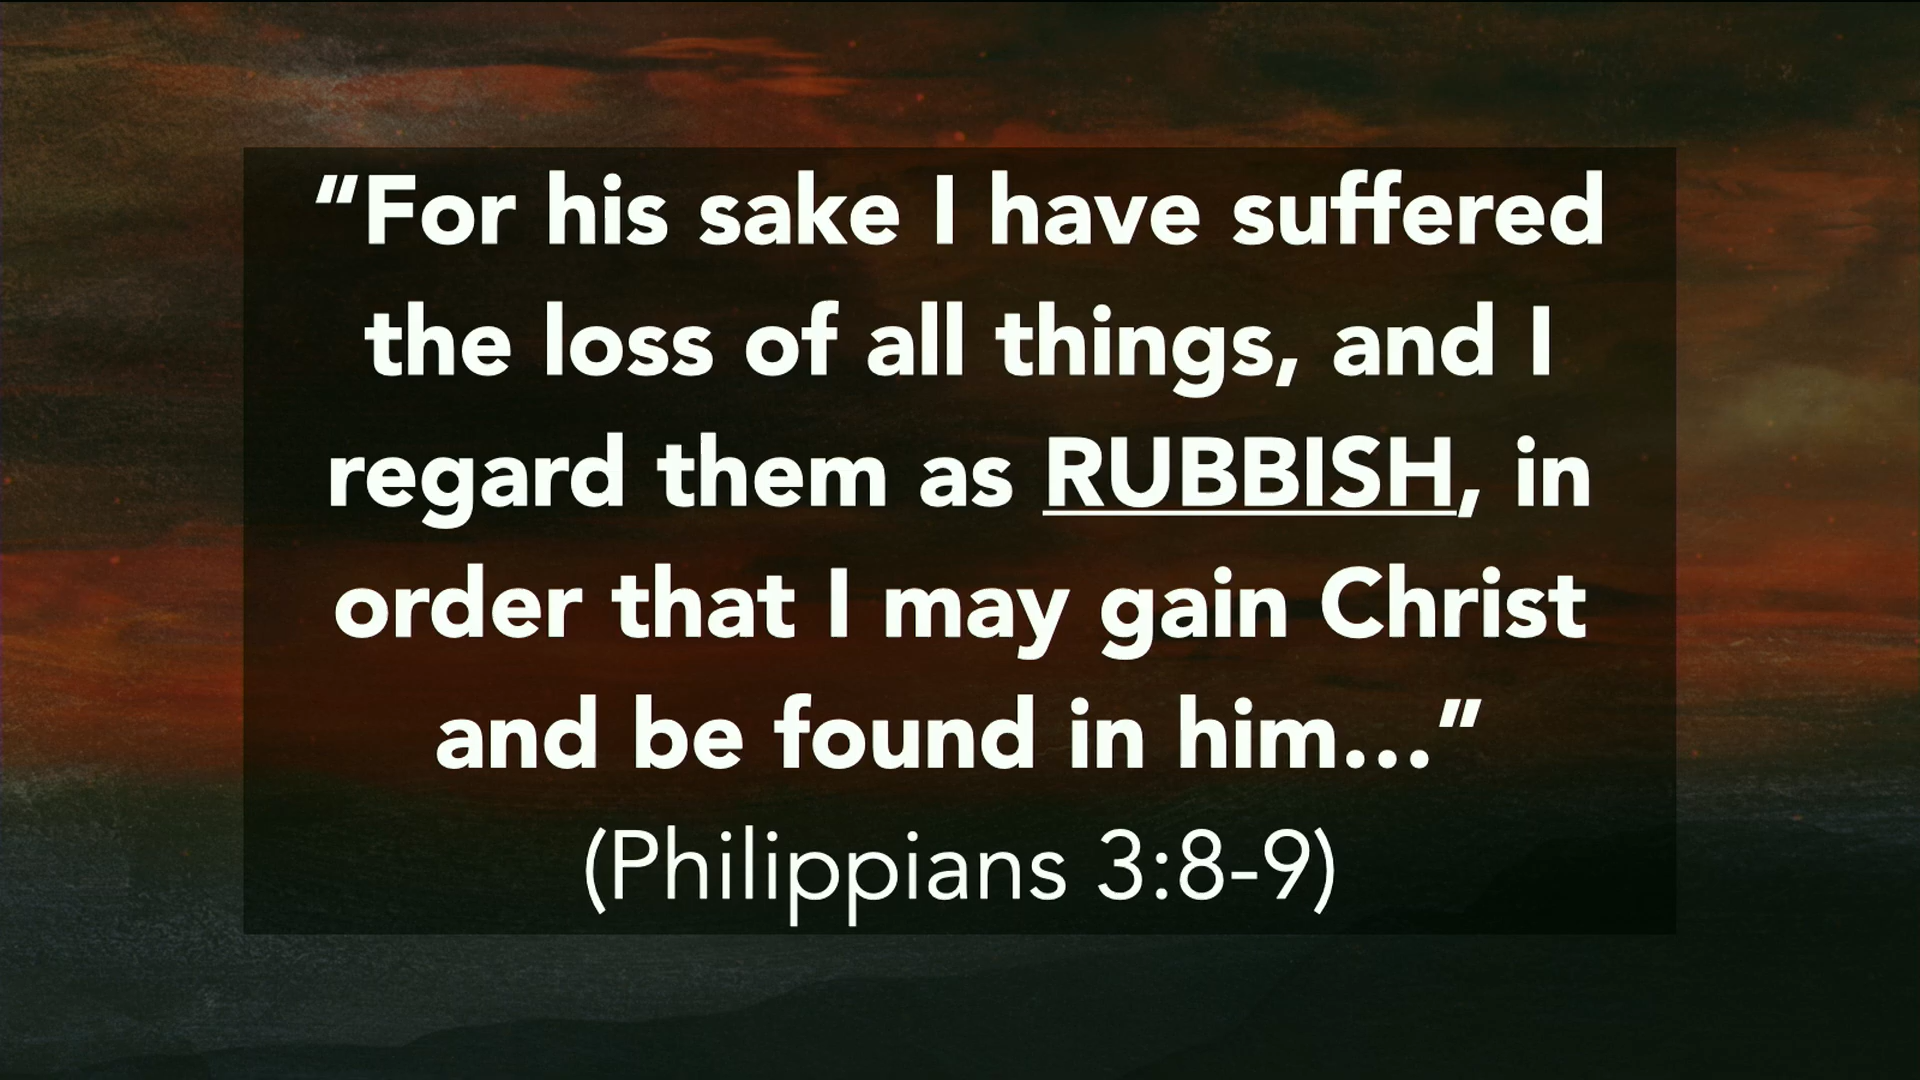 “For his sake I have suffered
the loss of all things, and I
regard them as RUBBISH, in
order that I may gain Christ
and be found in him…”
(Philippians 3:8-9)